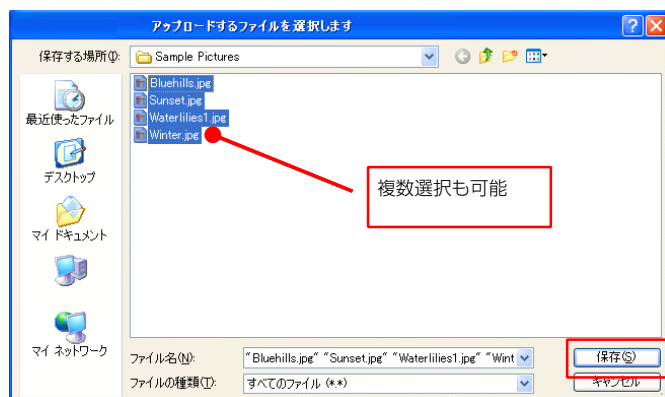 アップロードするファイルを選択します
保存する場所(I):
Sample Pictures
Bluehills.jpg
Sunset.jpg
Waterlilies1.jpg
Winter.jpg
最近使ったファイル
デスクトップ
マイ ドキュメント
マイ ネットワーク
複数選択も可能
ファイル名(N):
"Bluehills.jpg" "Sunset.jpg" "Waterlilies1.jpg" "Wint
保存(S)
ファイルの種類(T):
すべてのファイル (*.*)
キャンセル